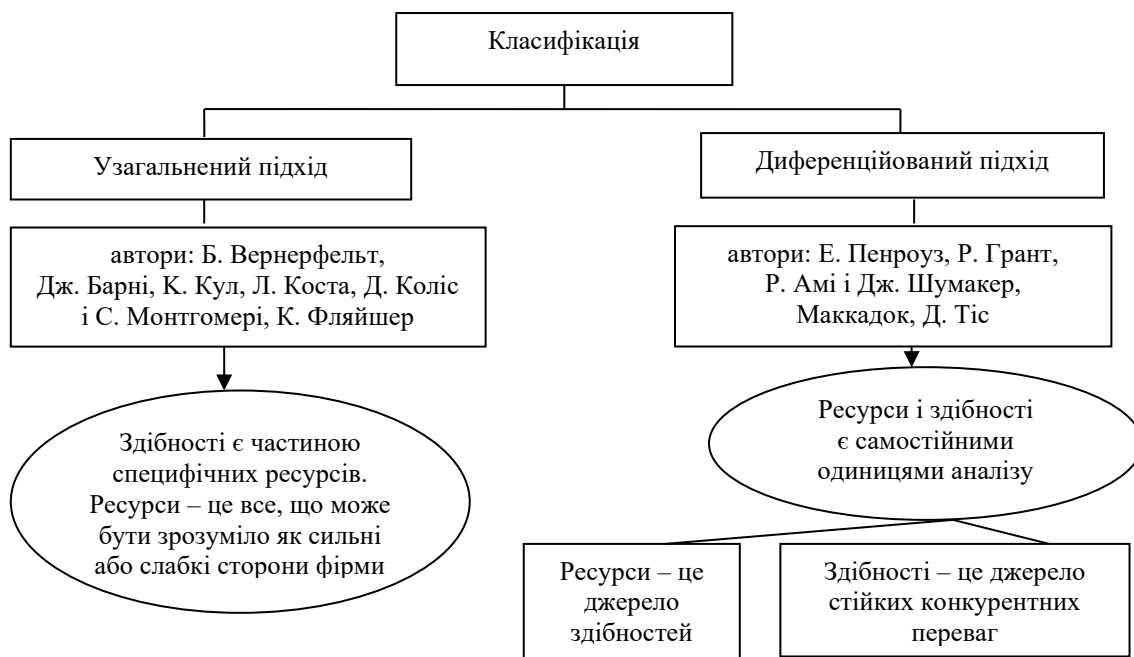 Класифікація
Узагальнений підхід
Диференційований підхід
автори: Б. Вернерфельт,
Дж. Барні, К. Кул, Л. Коста, Д. Коліс
і С. Монтгомері, К. Фляйшер
автори: Е. Пенроуз, Р. Грант,
Р. Амі і Дж. Шумакер,
Маккадок, Д. Тіс
Здібності є частиною
специфічних ресурсів.
Ресурси – це все, що може
бути зрозуміло як сильні
або слабкі сторони фірми
Ресурси і здібності
є самостійними
одиницями аналізу
Ресурси – це
джерело
здібностей
Здібності – це джерело
стійких конкурентних
переваг